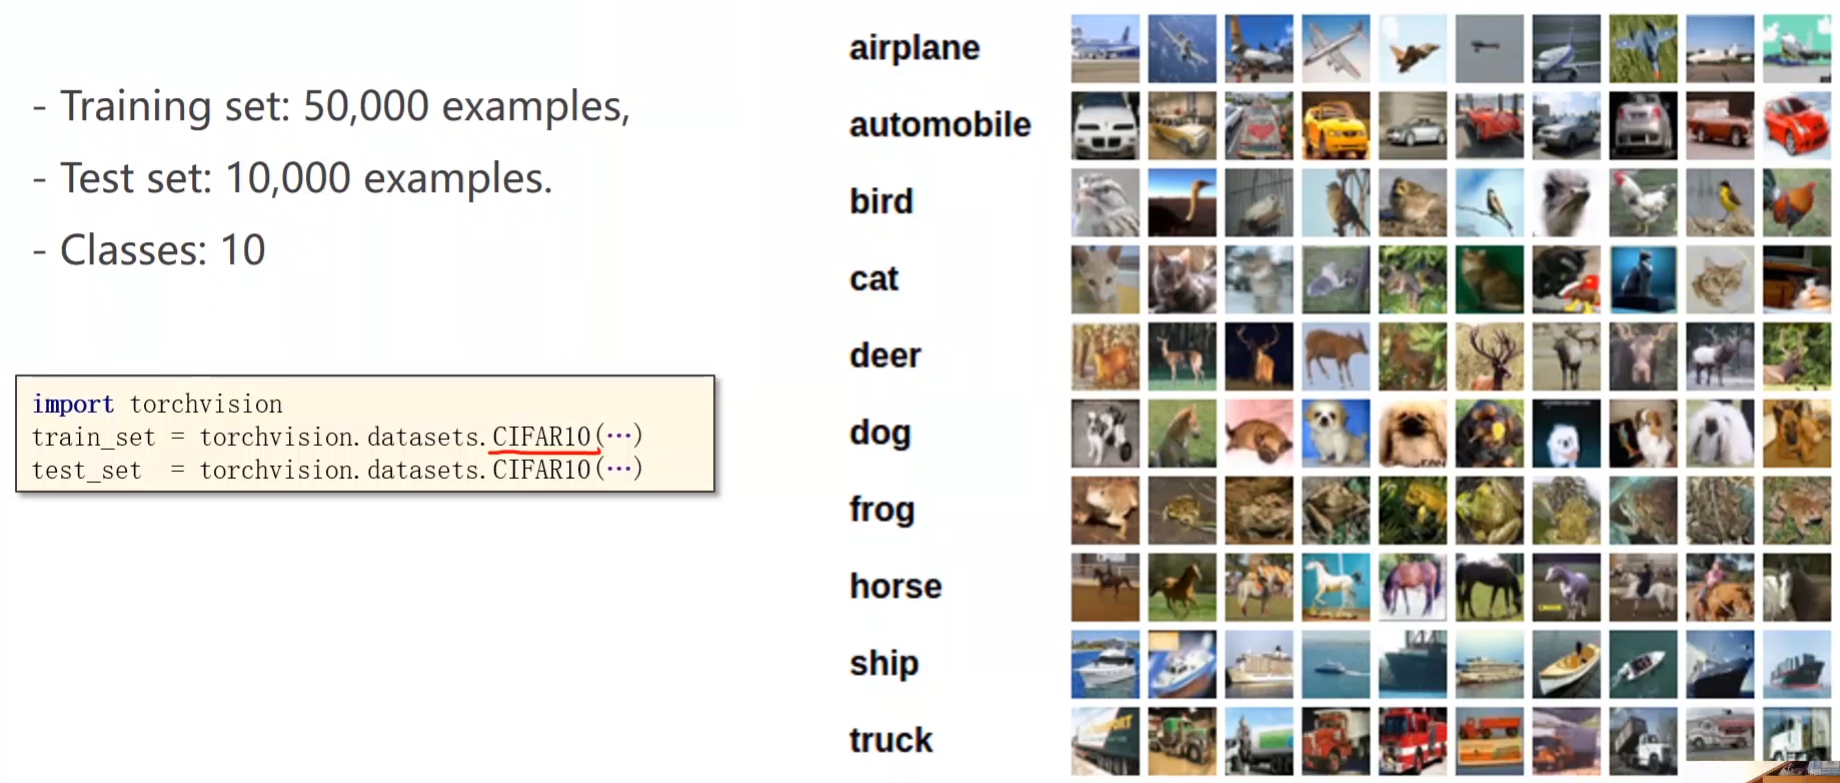 - Training set: 50,000 examples,
- Test set: 10,000 examples.
- Classes: 10
import torchvision
train_set = torchvision.datasets.CIFAR10(…)
test_set  = torchvision.datasets.CIFAR10(…)
airplane
automobile
bird
cat
deer
dog
frog
horse
ship
truck